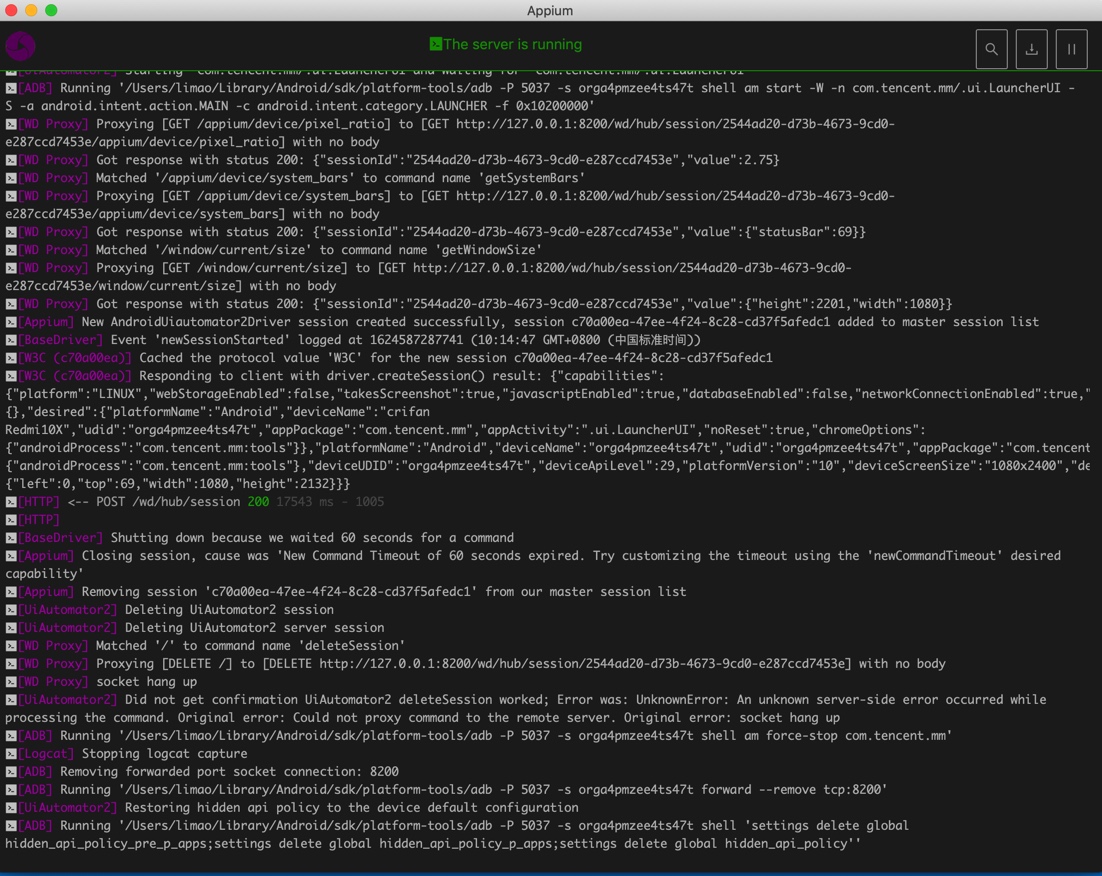 Appium
The server is running
[UiAutomator2] Starting 'com.tencent.mm/.ui.LauncherUI and waiting for 'com.tencent.mm/.ui.LauncherUI'
[ADB] Running '/Users/limao/Library/Android/sdk/platform-tools/adb -P 5037 -s orga4pmzee4ts47t shell am start -W -n com.tencent.mm/.ui.LauncherUI -
S -a android.intent.action.MAIN -c android.intent.category.LAUNCHER -f 0x10200000'
[WD Proxy] Proxying [GET /appium/device/pixel_ratio] to [GET http://127.0.0.1:8200/wd/hub/session/2544ad20-d73b-4673-9cd0-
e287ccd7453e/appium/device/pixel_ratio] with no body
[WD Proxy] Got response with status 200: {"sessionId":"2544ad20-d73b-4673-9cd0-e287ccd7453e","value":2.75}
[WD Proxy] Matched '/appium/device/system_bars' to command name 'getSystemBars'
[WD Proxy] Proxying [GET /appium/device/system_bars] to [GET http://127.0.0.1:8200/wd/hub/session/2544ad20-d73b-4673-9cd0-
e287ccd7453e/appium/device/system_bars] with no body
[WD Proxy] Got response with status 200: {"sessionId":"2544ad20-d73b-4673-9cd0-e287ccd7453e","value":{"statusBar":69}}
[WD Proxy] Matched '/window/current/size' to command name 'getWindowSize'
[WD Proxy] Proxying [GET /window/current/size] to [GET http://127.0.0.1:8200/wd/hub/session/2544ad20-d73b-4673-9cd0-
e287ccd7453e/window/current/size] with no body
[WD Proxy] Got response with status 200: {"sessionId":"2544ad20-d73b-4673-9cd0-e287ccd7453e","value":{"height":2201,"width":1080}}
[Appium] New AndroidUiautomator2Driver session created successfully, session c70a00ea-47ee-4f24-8c28-cd37f5afedc1 added to master session list
[BaseDriver] Event 'newSessionStarted' logged at 1624587287741 (10:14:47 GMT+0800 (中国标准时间))
[W3C (c70a00ea)] Cached the protocol value 'W3C' for the new session c70a00ea-47ee-4f24-8c28-cd37f5afedc1
[W3C (c70a00ea)] Responding to client with driver.createSession() result: {"capabilities":
{"platform":"LINUX","webStorageEnabled":false,"takesScreenshot":true,"javascriptEnabled":true,"databaseEnabled":false,"networkConnectionEnabled":true,"
{},"desired":{"platformName":"Android","deviceName":"crifan
Redmi10X","udid":"orga4pmzee4ts47t","appPackage":"com.tencent.mm","appActivity":".ui.LauncherUI","noReset":true,"chromeOptions":
{"androidProcess":"com.tencent.mm:tools"}},"platformName":"Android","deviceName":"orga4pmzee4ts47t","udid":"orga4pmzee4ts47t","appPackage":"com.tencent
{"androidProcess":"com.tencent.mm:tools"},"deviceUDID":"orga4pmzee4ts47t","deviceApiLevel":29,"platformVersion":"10","deviceScreenSize":"1080x2400","de
{"left":0,"top":69,"width":1080,"height":2132}}}
[HTTP] <-- POST /wd/hub/session 200 17543 ms - 1005
[HTTP]
[BaseDriver] Shutting down because we waited 60 seconds for a command
[Appium] Closing session, cause was 'New Command Timeout of 60 seconds expired. Try customizing the timeout using the 'newCommandTimeout' desired
capability'
[Appium] Removing session 'c70a00ea-47ee-4f24-8c28-cd37f5afedc1' from our master session list
[UiAutomator2] Deleting UiAutomator2 session
[UiAutomator2] Deleting UiAutomator2 server session
[WD Proxy] Matched '/' to command name 'deleteSession'
[WD Proxy] Proxying [DELETE /] to [DELETE http://127.0.0.1:8200/wd/hub/session/2544ad20-d73b-4673-9cd0-e287ccd7453e] with no body
[WD Proxy] socket hang up
[UiAutomator2] Did not get confirmation UiAutomator2 deleteSession worked; Error was: UnknownError: An unknown server-side error occurred while
processing the command. Original error: Could not proxy command to the remote server. Original error: socket hang up
[ADB] Running '/Users/limao/Library/Android/sdk/platform-tools/adb -P 5037 -s orga4pmzee4ts47t shell am force-stop com.tencent.mm'
[Logcat] Stopping logcat capture
[ADB] Removing forwarded port socket connection: 8200
[ADB] Running '/Users/limao/Library/Android/sdk/platform-tools/adb -P 5037 -s orga4pmzee4ts47t forward --remove tcp:8200'
[UiAutomator2] Restoring hidden api policy to the device default configuration
[ADB] Running '/Users/limao/Library/Android/sdk/platform-tools/adb -P 5037 -s orga4pmzee4ts47t shell 'settings delete global
hidden_api_policy_pre_p_apps;settings delete global hidden_api_policy_p_apps;settings delete global hidden_api_policy''